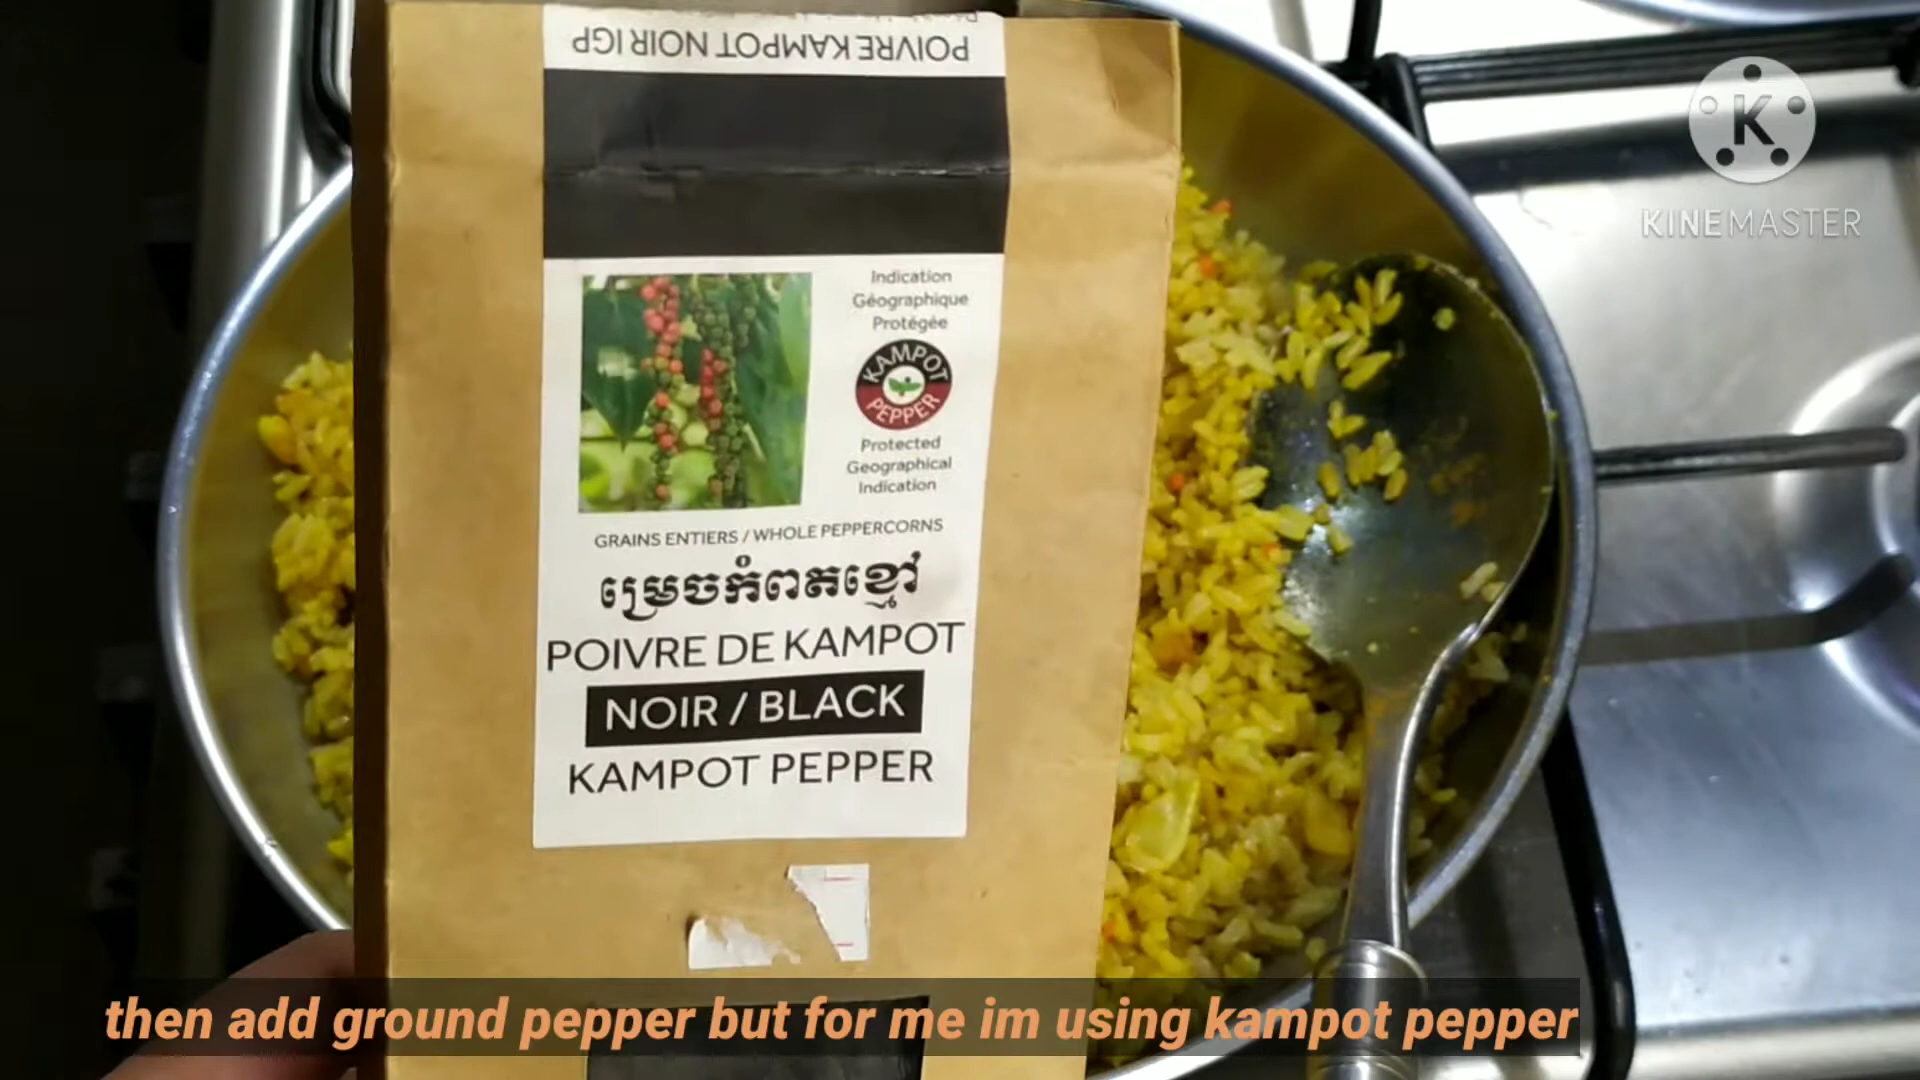 POIVRE KAMPOT NOIR IGP
Indication
Géographique
Protégée
KAMPOT
PEPPER
Protected
Geographical
Indication
GRAINS ENTIERS / WHOLE PEPPERCORNS
ម្រេចកំពតខ្មៅ
POIVRE DE KAMPOT
NOIR / BLACK
KAMPOT PEPPER
K
KINEMASTER
then add ground pepper but for me im using kampot pepper